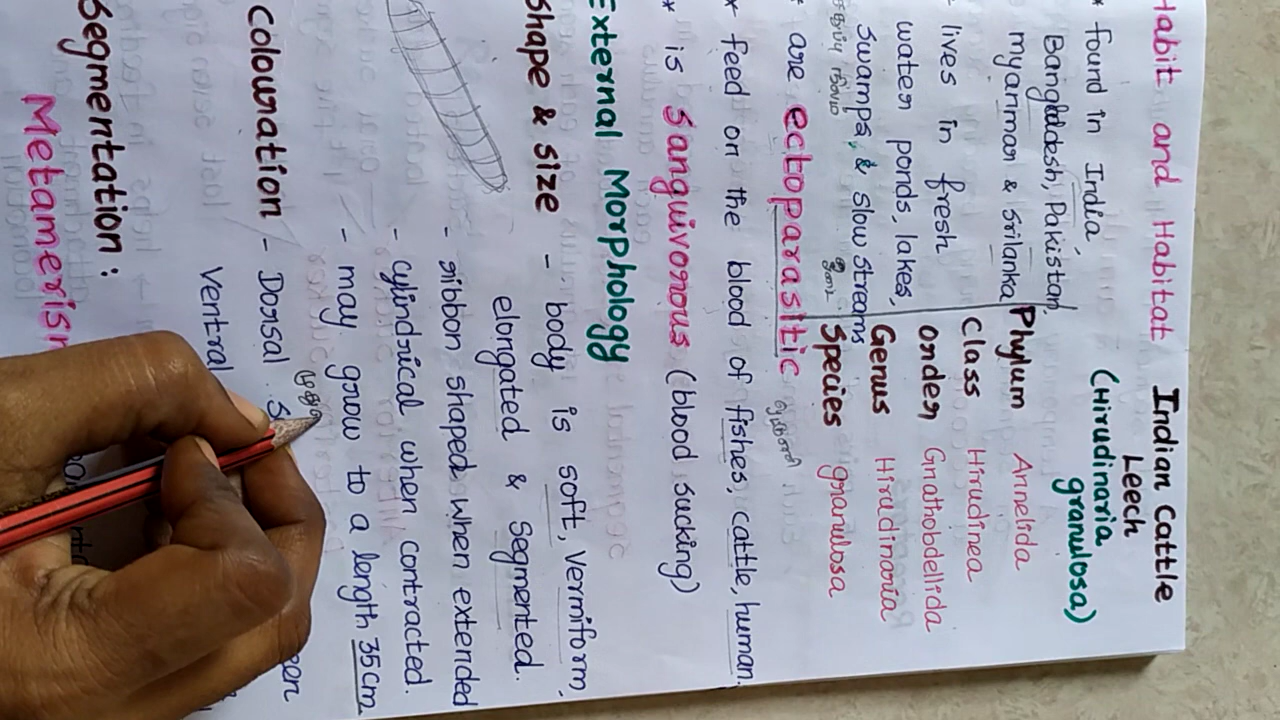 Indian Cattle
Leech
(Hirudinaria
granulosa)
Habit and Habitat
* found in India,
Bangladesh, Pakistan,
myanmar & srilanka
- lives in fresh
water ponds, lakes,
swamps, & slow streams
Phylum Annelida
Class Hirudinea
Order Gnathobdellida
Genus Hirudinaria
Species granulosa
* are ectoparasitic
* feed on the blood of fishes, cattle, human.
* is Sanguivorous (blood sucking)
External Morphology
Shape & size - body is soft, vermiform,
elongated & segmented.
- ribbon shaped when extended
- cylindrical when contracted.
- may grow to a length 35cm
Colouration - Dorsal
Ventral
Segmentation: